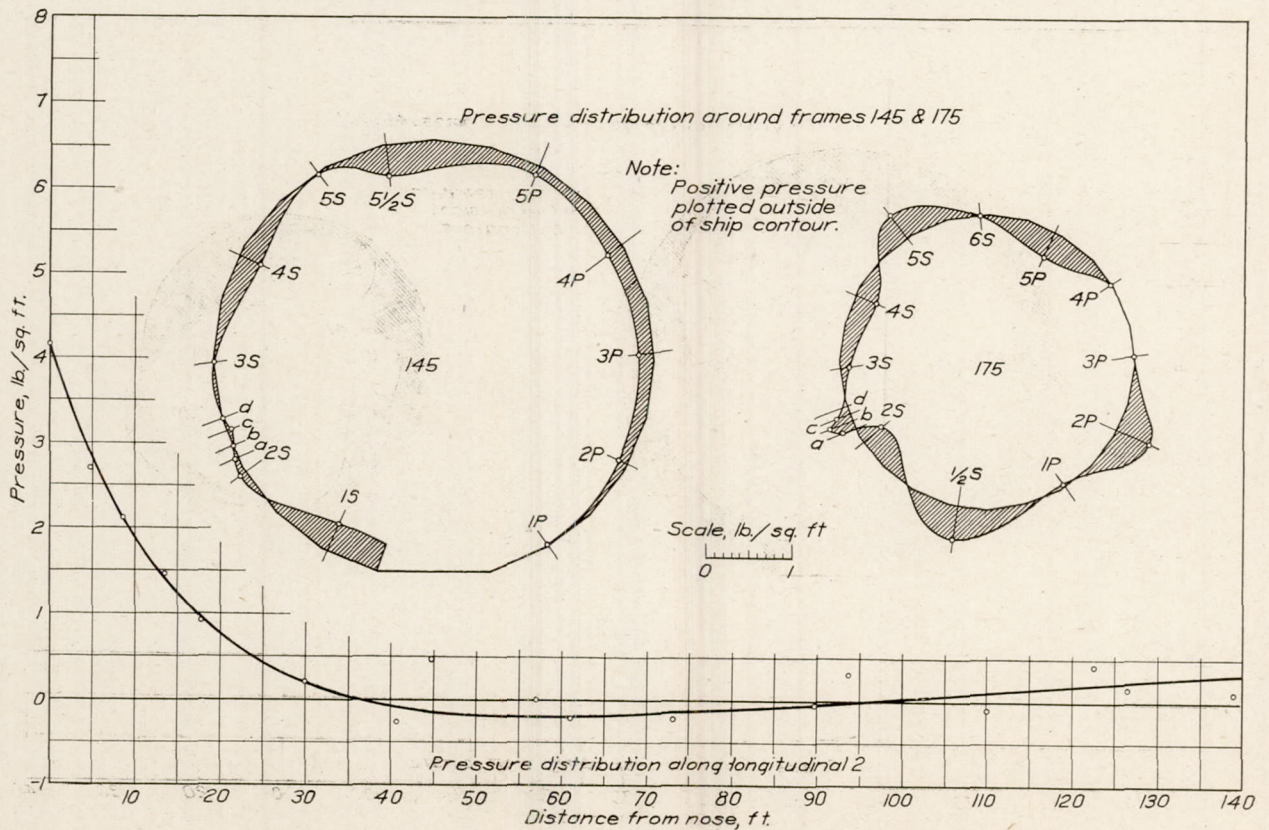 8
7
6
5
4
3
2
1
0
-1
Pressure, lb./sq. ft.
Pressure distribution around frames 145 & 175
Note:
Positive pressure
plotted outside
of ship contour.
5S
5½S
5P
4S
4P
3S
145
3P
d
c
b
a
2S
2P
1S
1P
6S
5S
5P
4P
4S
3S
175
3P
d
b
2S
c
a
2P
½S
1P
Scale, lb./sq. ft
0 1
Pressure distribution along longitudinal 2
10 20 30 40 50 60 70 80 90 100 110 120 130 140
Distance from nose, ft.